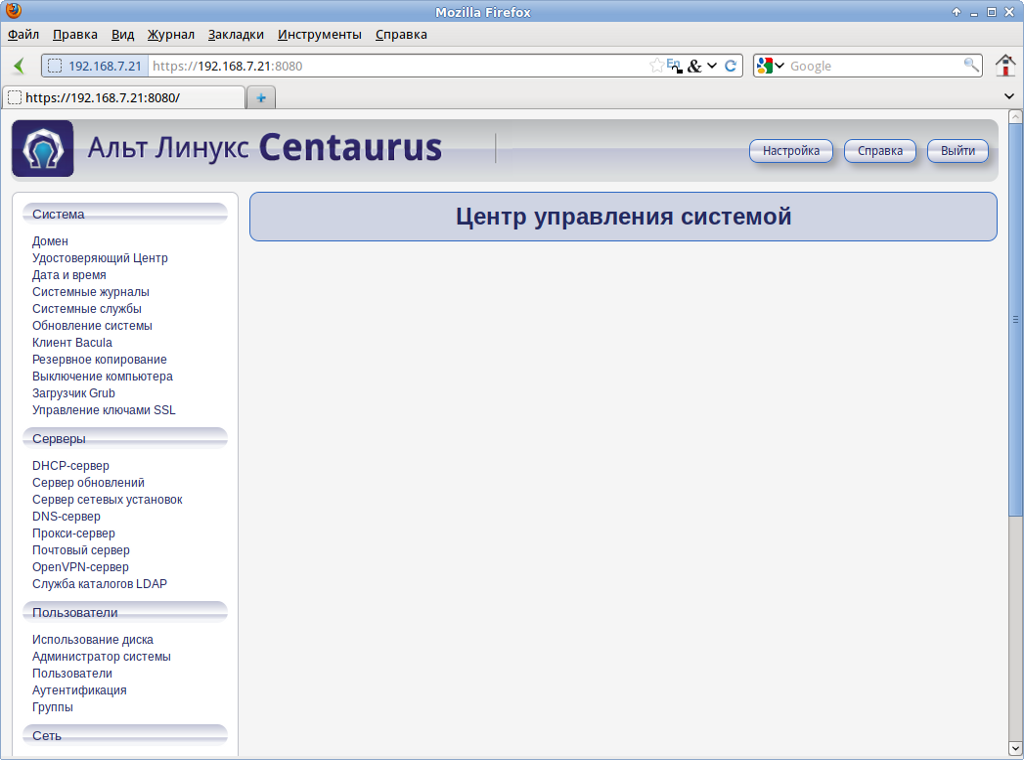 Mozilla Firefox
Файл Правка Вид Журнал Закладки Инструменты Справка
192.168.7.21 https://192.168.7.21:8080 En & Google
https://192.168.7.21:8080/
Альт Линукс Centaurus
Настройка Справка Выйти
Центр управления системой
Система
Домен
Удостоверяющий Центр
Дата и время
Системные журналы
Системные службы
Обновление системы
Клиент Bacula
Резервное копирование
Выключение компьютера
Загрузчик Grub
Управление ключами SSL
Серверы
DHCP-сервер
Сервер обновлений
Сервер сетевых установок
DNS-сервер
Прокси-сервер
Почтовый сервер
OpenVPN-сервер
Служба каталогов LDAP
Пользователи
Использование диска
Администратор системы
Пользователи
Аутентификация
Группы
Сеть